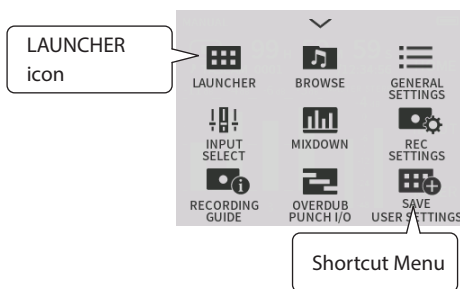 LAUNCHER
icon
LAUNCHER
BROWSE
GENERAL
SETTINGS
INPUT
SELECT
MIXDOWN
REC
SETTINGS
RECORDING
GUIDE
OVERDUB
PUNCH I/O
SAVE
USER SETTINGS
Shortcut Menu